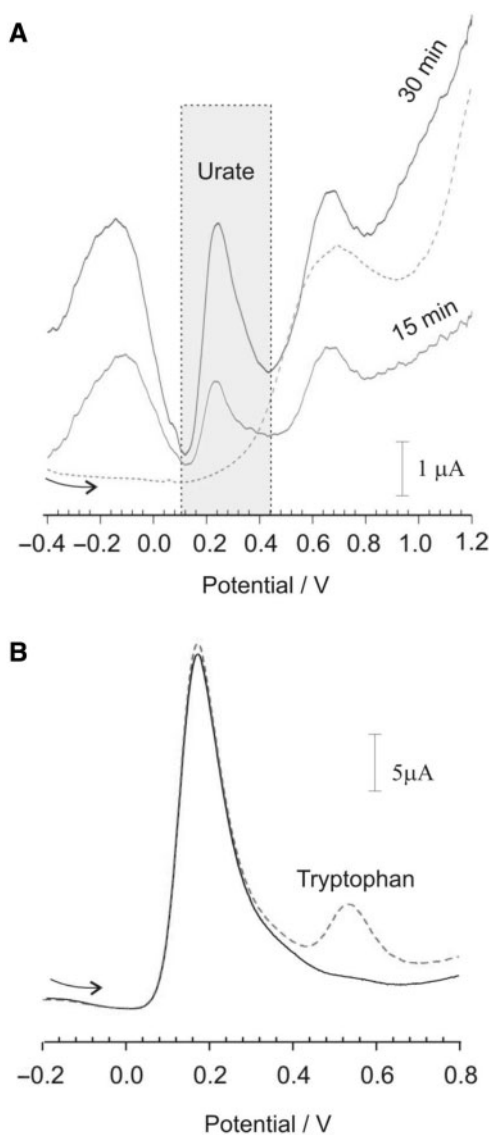 A
30 min
Urate
15 min
1 µA
–0.4 –0.2 0.0 0.2 0.4 0.6 0.8 1.0 1.2
Potential / V
B
5µA
Tryptophan
–0.2 0.0 0.2 0.4 0.6 0.8
Potential / V